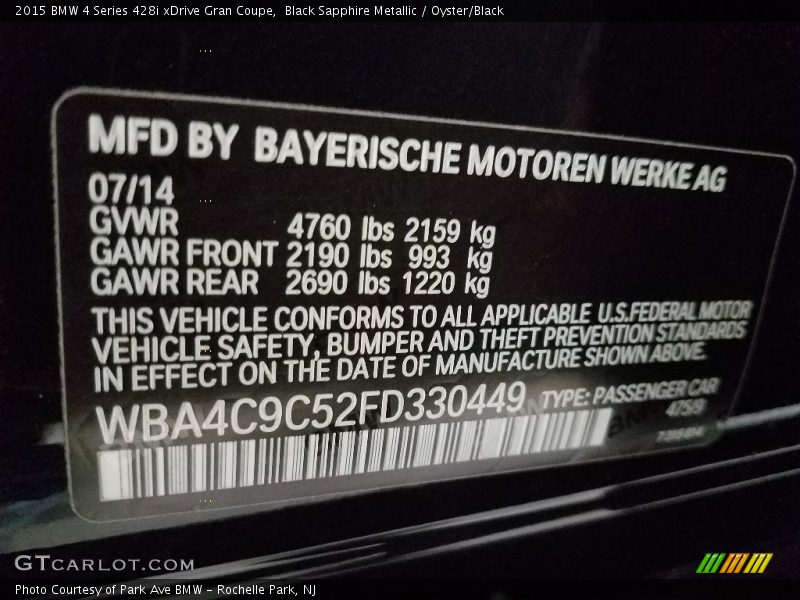 2015 BMW 4 Series 428i xDrive Gran Coupe,  Black Sapphire Metallic / Oyster/Black
MFD BY BAYERISCHE MOTOREN WERKE AG
07/14
GVWR 4760 lbs 2159 kg
GAWR FRONT 2190 lbs 993 kg
GAWR REAR 2690 lbs 1220 kg
THIS VEHICLE CONFORMS TO ALL APPLICABLE U.S.FEDERAL MOTOR
VEHICLE SAFETY, BUMPER AND THEFT PREVENTION STANDARDS
IN EFFECT ON THE DATE OF MANUFACTURE SHOWN ABOVE.
WBA4C9C52FD330449 TYPE: PASSENGER CAR
GTCARLOT.COM
Photo Courtesy of Park Ave BMW - Rochelle Park, NJ